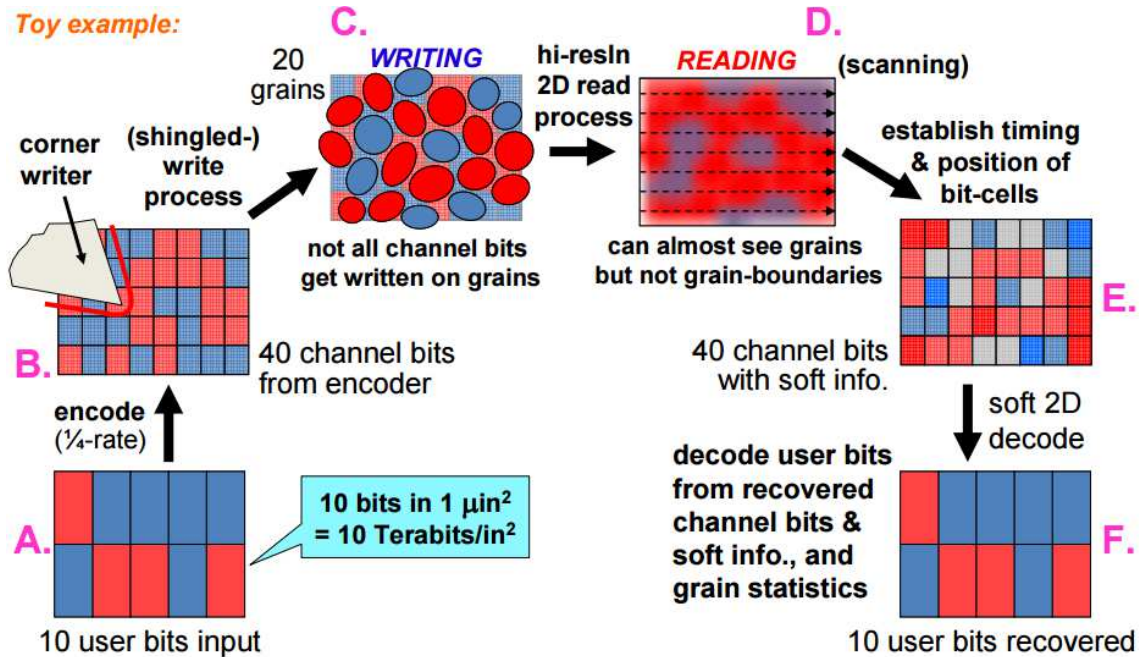 Toy example:
C.
20
grains
WRITING
not all channel bits
get written on grains
hi-resln
2D read
process
D.
READING
(scanning)
can almost see grains
but not grain-boundaries
corner
writer
(shingled-)
write
process
establish timing
& position of
bit-cells
B.
40 channel bits
from encoder
E.
40 channel bits
with soft info.
encode
(¼-rate)
soft 2D
decode
A.
10 bits in 1 μin²
= 10 Terabits/in²
10 user bits input
decode user bits
from recovered
channel bits &
soft info., and
grain statistics
F.
10 user bits recovered